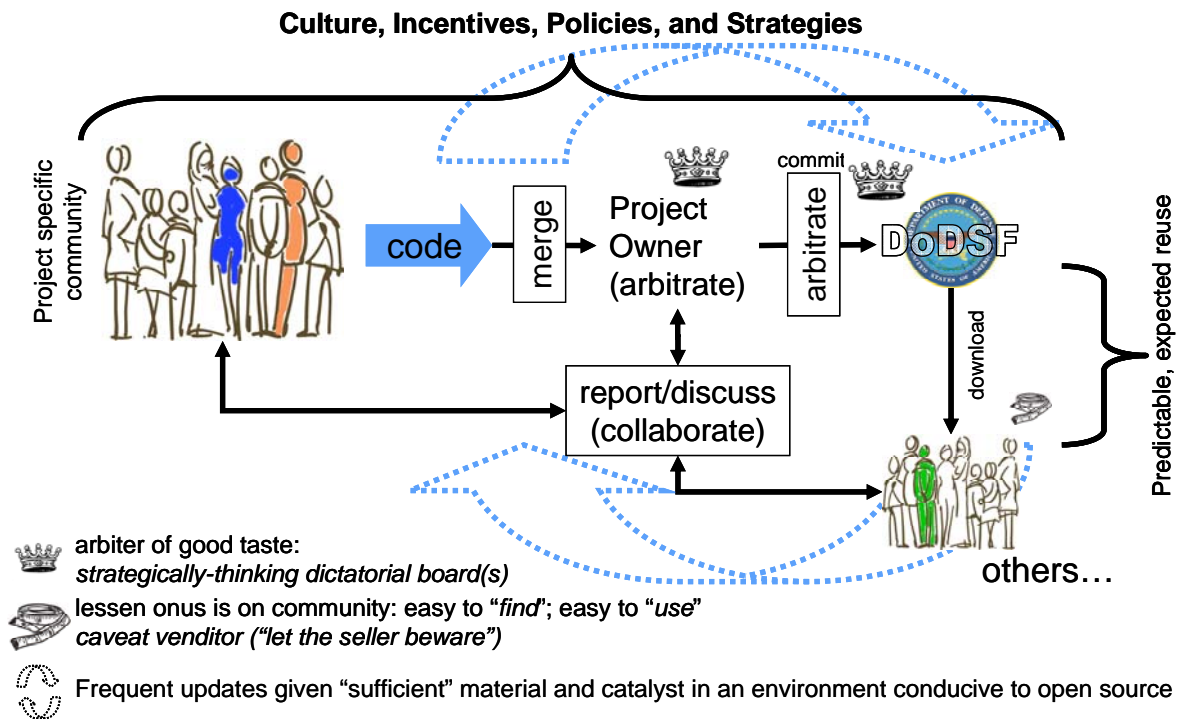 Culture, Incentives, Policies, and Strategies
Project specific
community
code
merge
Project
Owner
(arbitrate)
commit
arbitrate
DoDSF
download
Predictable, expected reuse
report/discuss
(collaborate)
others…
arbiter of good taste:
strategically-thinking dictatorial board(s)
lessen onus is on community: easy to “find”; easy to “use”
caveat venditor (“let the seller beware”)
Frequent updates given “sufficient” material and catalyst in an environment conducive to open source